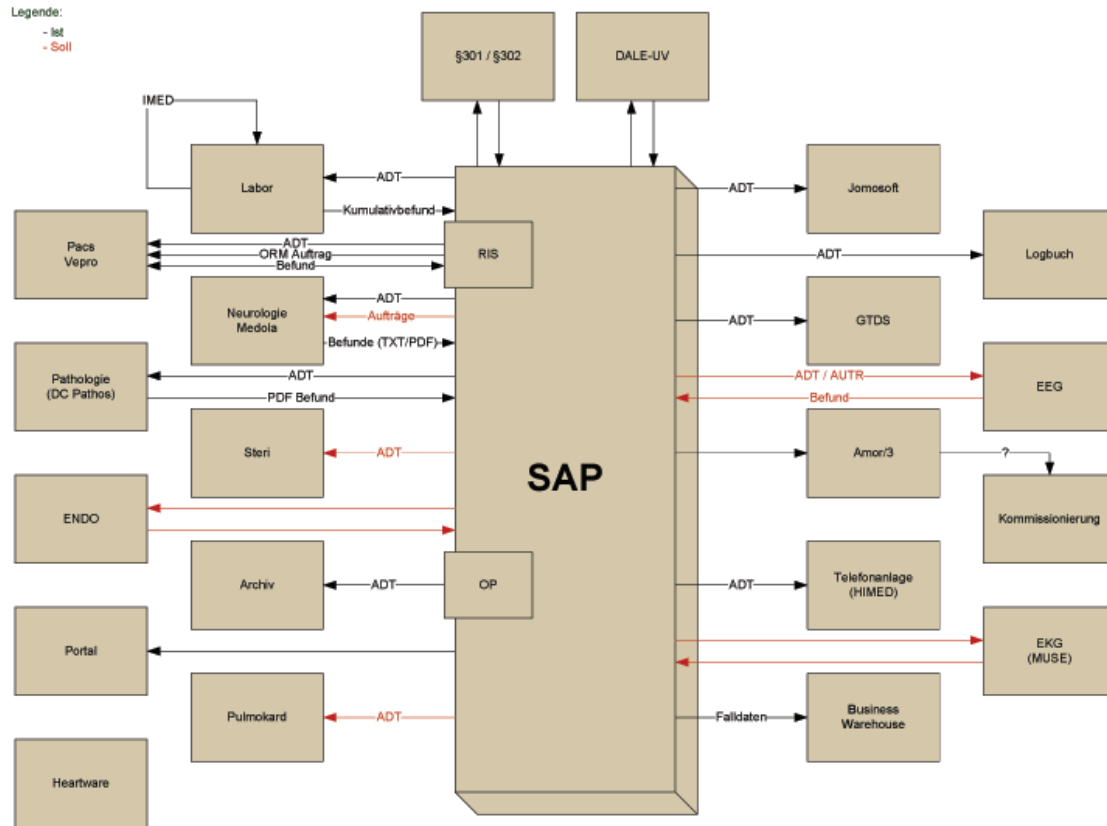 Legende:
- Ist
- Soll
§301 / §302
DALE-UV
IMED
Labor
ADT
Kumulativbefund
Jomosoft
ADT
Pacs
Vepro
ADT
ORM Auftrag
Befund
RIS
ADT
Logbuch
Neurologie
Medola
ADT
Aufträge
Befunde (TXT/PDF)
ADT
GTDS
Pathologie
(DC Pathos)
ADT
PDF Befund
ADT / AUTR
Befund
EEG
Steri
ADT
SAP
Amor/3
?
ENDO
Kommissionierung
Archiv
ADT
OP
ADT
Telefonanlage
(HIMED)
Portal
EKG
(MUSE)
Pulmokard
ADT
Falldaten
Business
Warehouse
Heartware